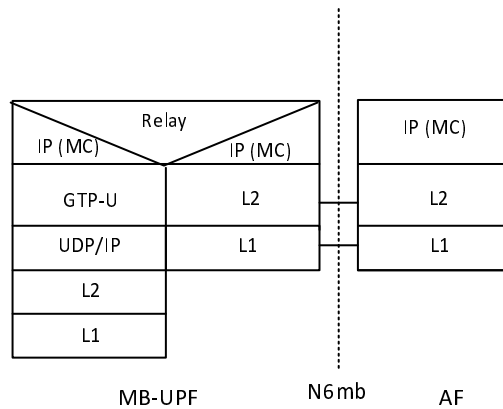 Relay
IP (MC)
IP (MC)
IP (MC)
GTP-U
L2
L2
UDP/IP
L1
L1
L2
L1
MB-UPF
N6mb
AF